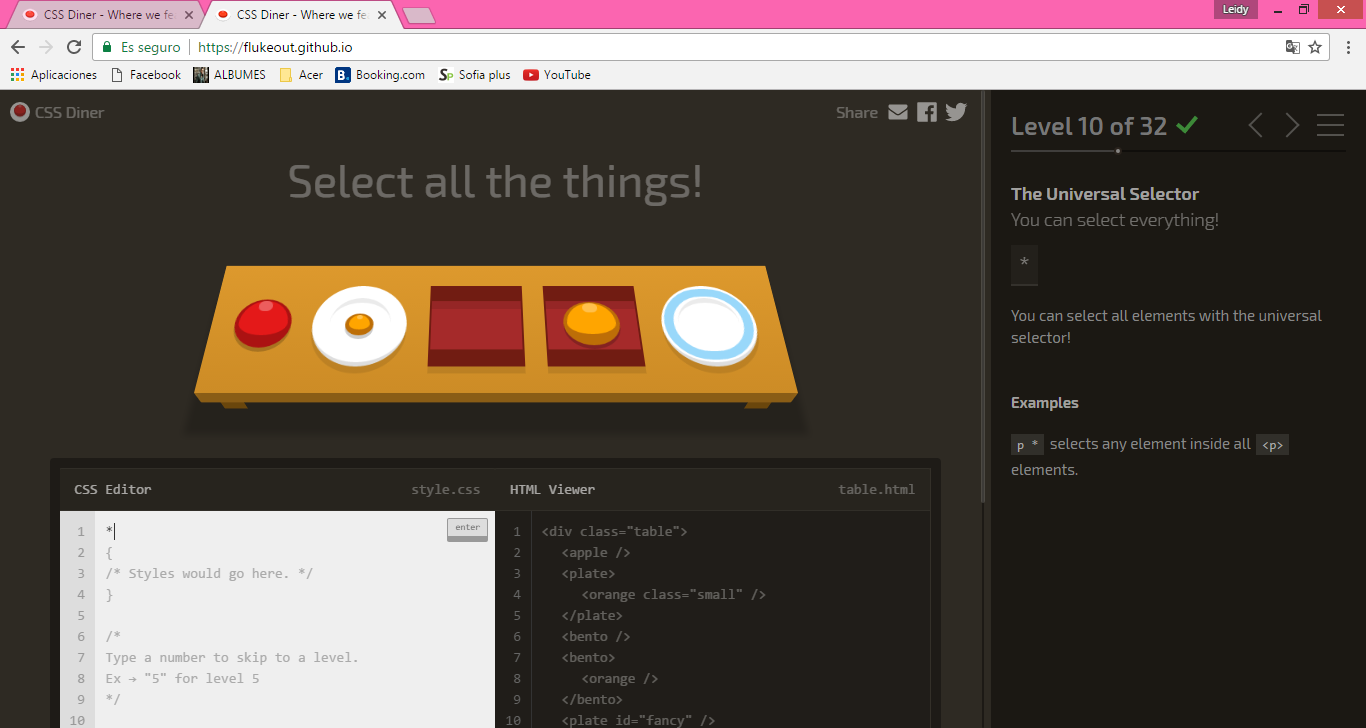 CSS Diner - Where we fe
CSS Diner - Where we fe
Leidy
Es seguro
https://flukeout.github.io
Aplicaciones
Facebook
ALBUMES
Acer
B.
Booking.com
Sp
Sofia plus
YouTube
CSS Diner
Share
Select all the things!
Level 10 of 32
The Universal Selector
You can select everything!
*
You can select all elements with the universal
selector!
Examples
p * selects any element inside all <p>
elements.
CSS Editor
style.css
1 *
enter
2 {
3 /* Styles would go here. */
4 }
5
6 /*
7 Type a number to skip to a level.
8 Ex → "5" for level 5
9 */
10
HTML Viewer
table.html
1 <div class="table">
2 <apple />
3 <plate>
4 <orange class="small" />
5 </plate>
6 <bento />
7 <bento>
8 <orange />
9 </bento>
10 <plate id="fancy" />